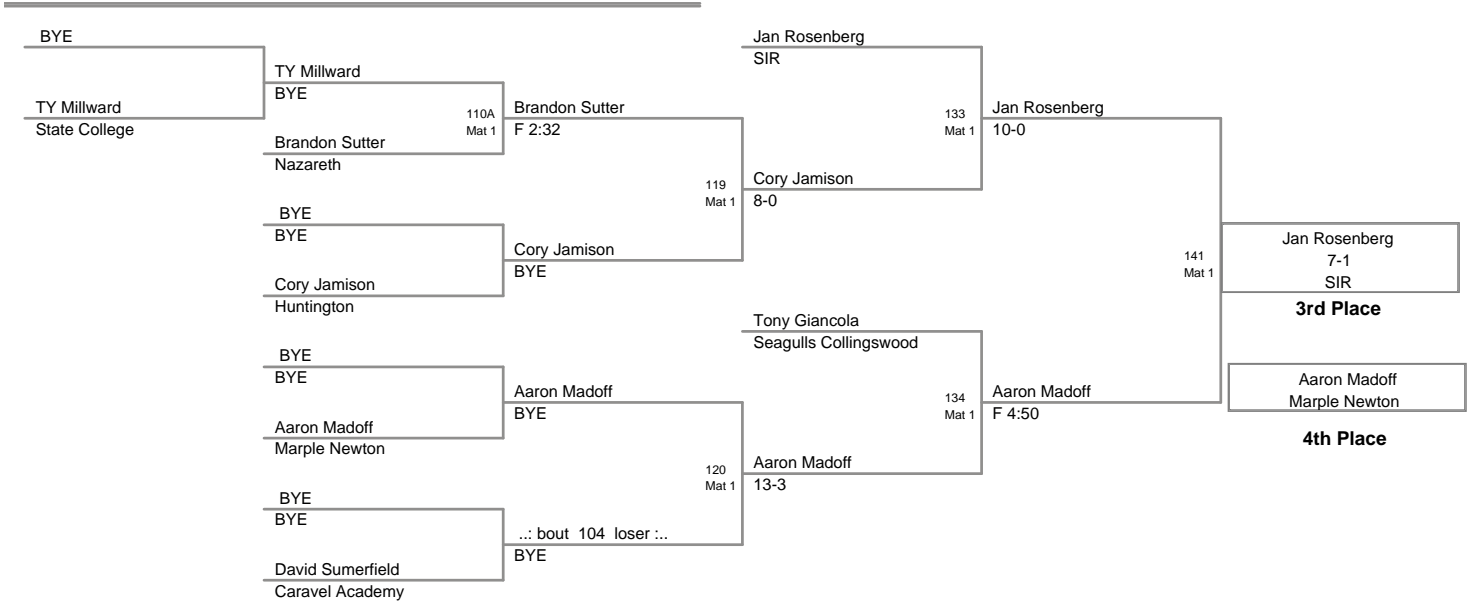 BYE
TY Millward
State College
TY Millward
BYE
Brandon Sutter
Nazareth
BYE
BYE
Cory Jamison
Huntington
BYE
BYE
Aaron Madoff
Marple Newton
BYE
BYE
David Sumerfield
Caravel Academy
110A
Mat 1
Brandon Sutter
F 2:32
Cory Jamison
BYE
Aaron Madoff
BYE
..: bout 104 loser :..
BYE
119
Mat 1
120
Mat 1
Jan Rosenberg
SIR
Cory Jamison
8-0
Tony Giancola
Seagulls Collingswood
Aaron Madoff
13-3
133
Mat 1
134
Mat 1
Jan Rosenberg
10-0
Aaron Madoff
F 4:50
141
Mat 1
Jan Rosenberg
7-1
SIR
3rd Place
Aaron Madoff
Marple Newton
4th Place